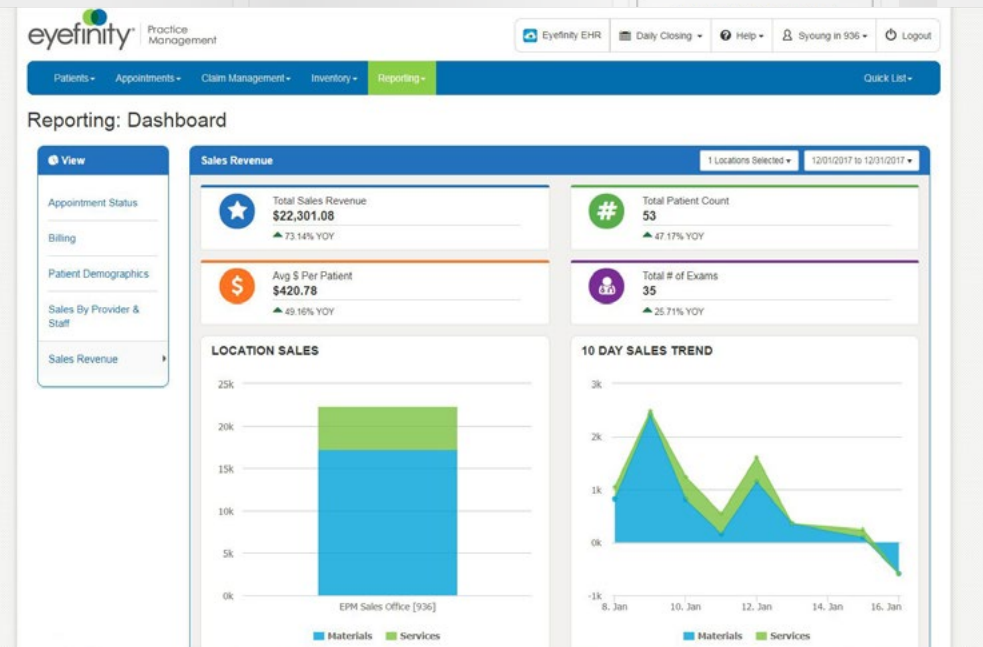 eyefinity Practice Management
Eyefinity EHR
Daily Closing
Help
Syoung in 936
Logout
Patients
Appointments
Claim Management
Inventory
Reporting
Quick List
Reporting: Dashboard
View
Appointment Status
Billing
Patient Demographics
Sales By Provider &
Staff
Sales Revenue
Sales Revenue
1 Locations Selected
12/01/2017 to 12/31/2017
Total Sales Revenue
$22,301.08
73.14% YOY
Total Patient Count
53
47.17% YOY
Avg $ Per Patient
$420.78
49.16% YOY
Total # of Exams
35
25.71% YOY
LOCATION SALES
25k
20k
15k
10k
5k
0k
EPM Sales Office [936]
Materials Services
10 DAY SALES TREND
3k
2k
1k
0k
-1k
8. Jan 10. Jan 12. Jan 14. Jan 16. Jan
Materials Services